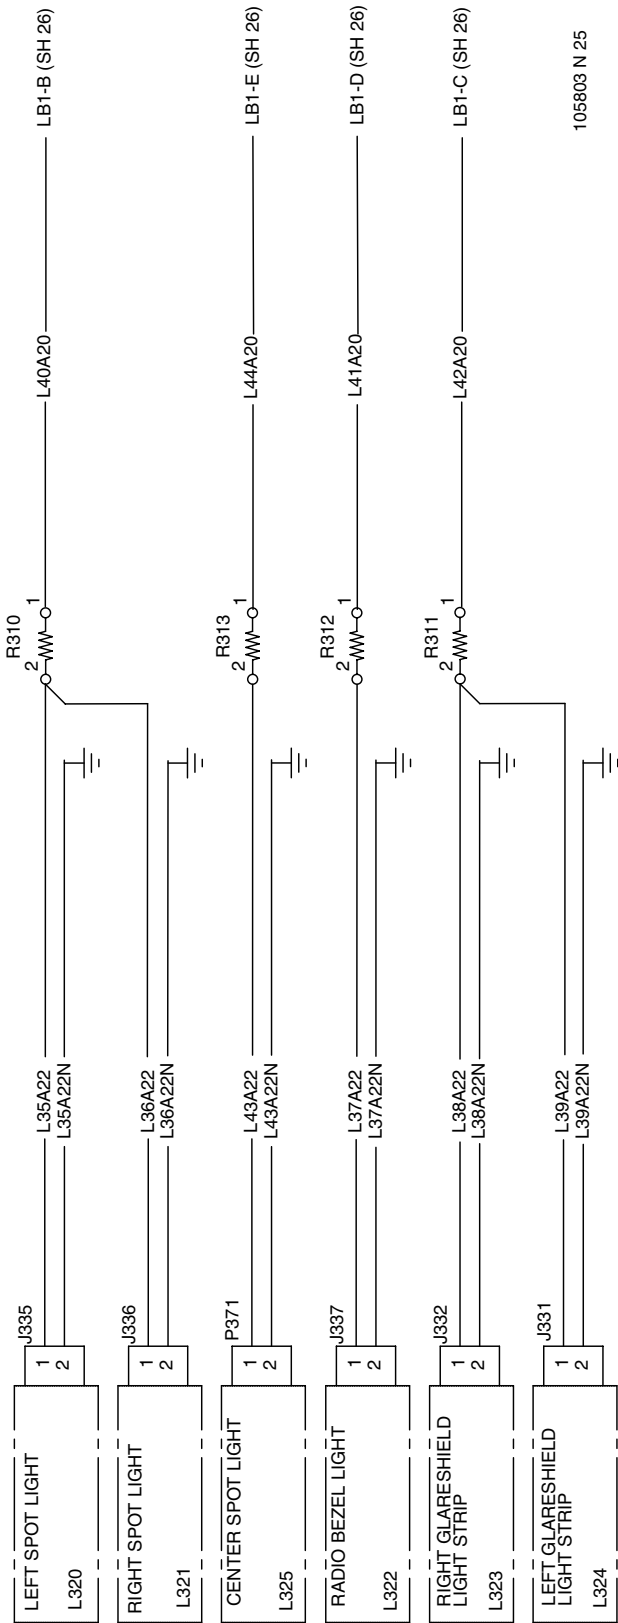 LEFT SPOT LIGHT
L320
J335
1
2
L35A22
L35A22N
R310
2
1
L40A20
LB1-B (SH 26)
RIGHT SPOT LIGHT
L321
J336
1
2
L36A22
L36A22N
CENTER SPOT LIGHT
L325
P371
1
2
L43A22
L43A22N
R313
2
1
L44A20
LB1-E (SH 26)
RADIO BEZEL LIGHT
L322
J337
1
2
L37A22
L37A22N
R312
2
1
L41A20
LB1-D (SH 26)
RIGHT GLARESHIELD
LIGHT STRIP
L323
J332
1
2
L38A22
L38A22N
R311
2
1
L42A20
LB1-C (SH 26)
LEFT GLARESHIELD
LIGHT STRIP
L324
J331
1
2
L39A22
L39A22N
105803 N 25